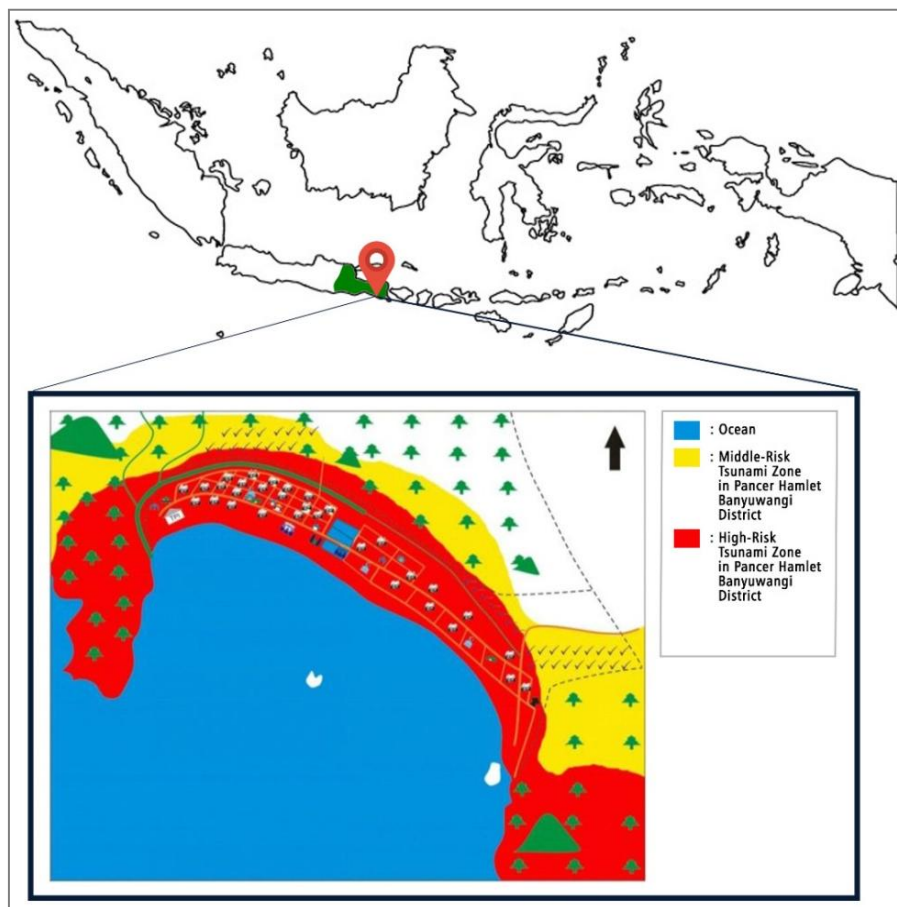 : Ocean
: Middle-Risk
Tsunami Zone
in Pancer Hamlet
Banyuwangi
District
: High-Risk
Tsunami Zone
in Pancer Hamlet
Banyuwangi
District